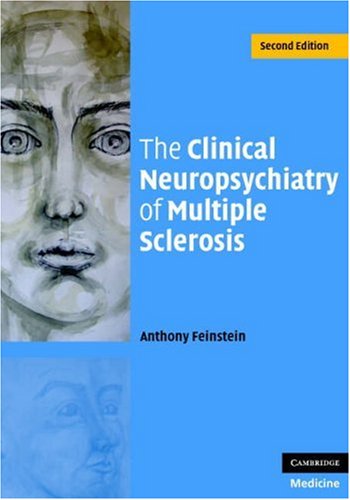 Second Edition
The Clinical
Neuropsychiatry
of Multiple
Sclerosis
Anthony Feinstein
CAMBRIDGE
Medicine